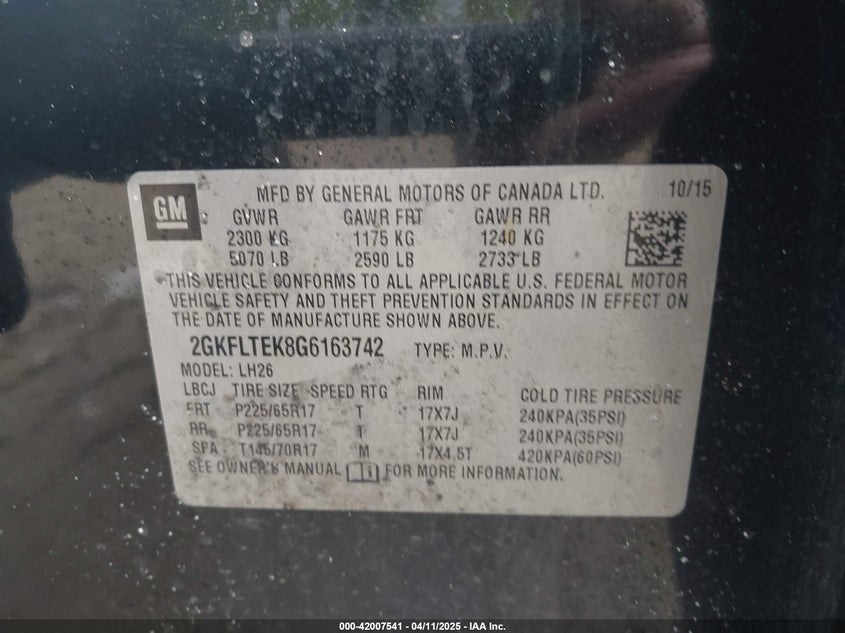 GM
MFD BY GENERAL MOTORS OF CANADA LTD. 10/15
GVWR GAWR FRT GAWR RR
2300 KG 1175 KG 1240 KG
5070 LB 2590 LB 2733 LB
THIS VEHICLE CONFORMS TO ALL APPLICABLE U.S. FEDERAL MOTOR
VEHICLE SAFETY AND THEFT PREVENTION STANDARDS IN EFFECT ON
THE DATE OF MANUFACTURE SHOWN ABOVE.
2GKFLTEK8G6163742 TYPE: M.P.V.
MODEL: LH26
LBCJ TIRE SIZE SPEED RTG RIM COLD TIRE PRESSURE
FRT P225/65R17 T 17X7J 240KPA(35PSI)
RR P225/65R17 T 17X7J 240KPA(35PSI)
SPA T145/70R17 M 17X4.5T 420KPA(60PSI)
SEE OWNER'S MANUAL FOR MORE INFORMATION.
000-42007541 - 04/11/2025 - IAA Inc.